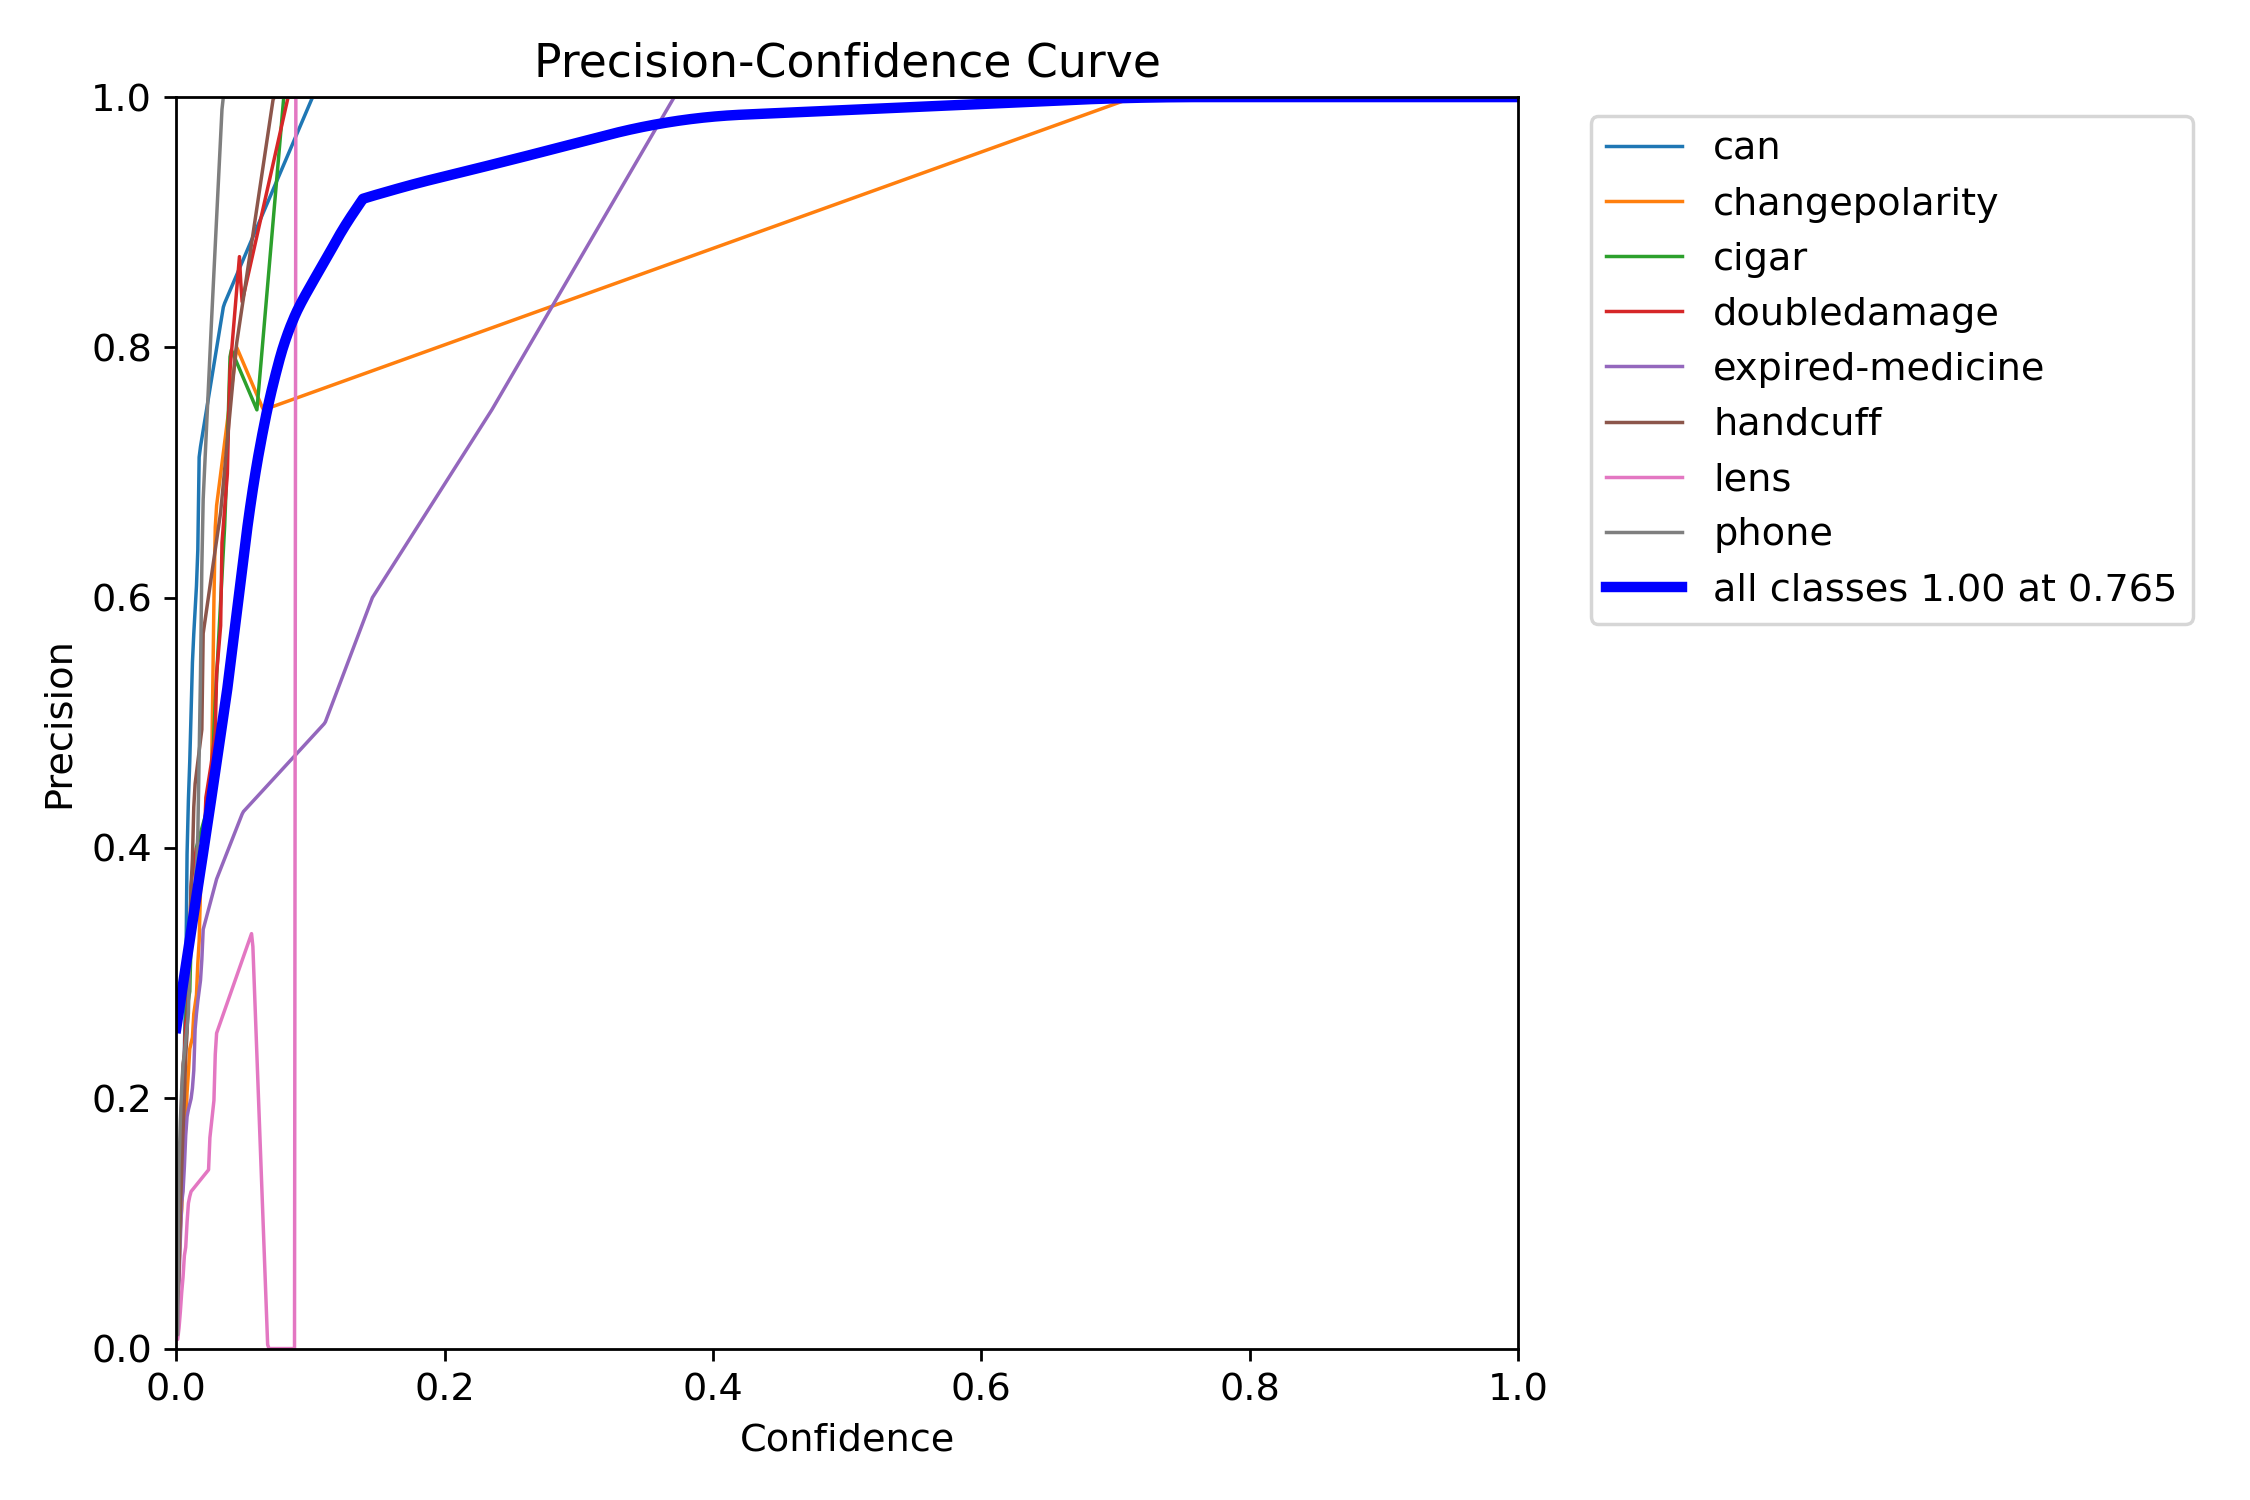 Precision-Confidence Curve
1.0
0.8
0.6
0.4
0.2
0.0
Precision
0.0 0.2 0.4 0.6 0.8 1.0
Confidence
can
changepolarity
cigar
doubledamage
expired-medicine
handcuff
lens
phone
all classes 1.00 at 0.765